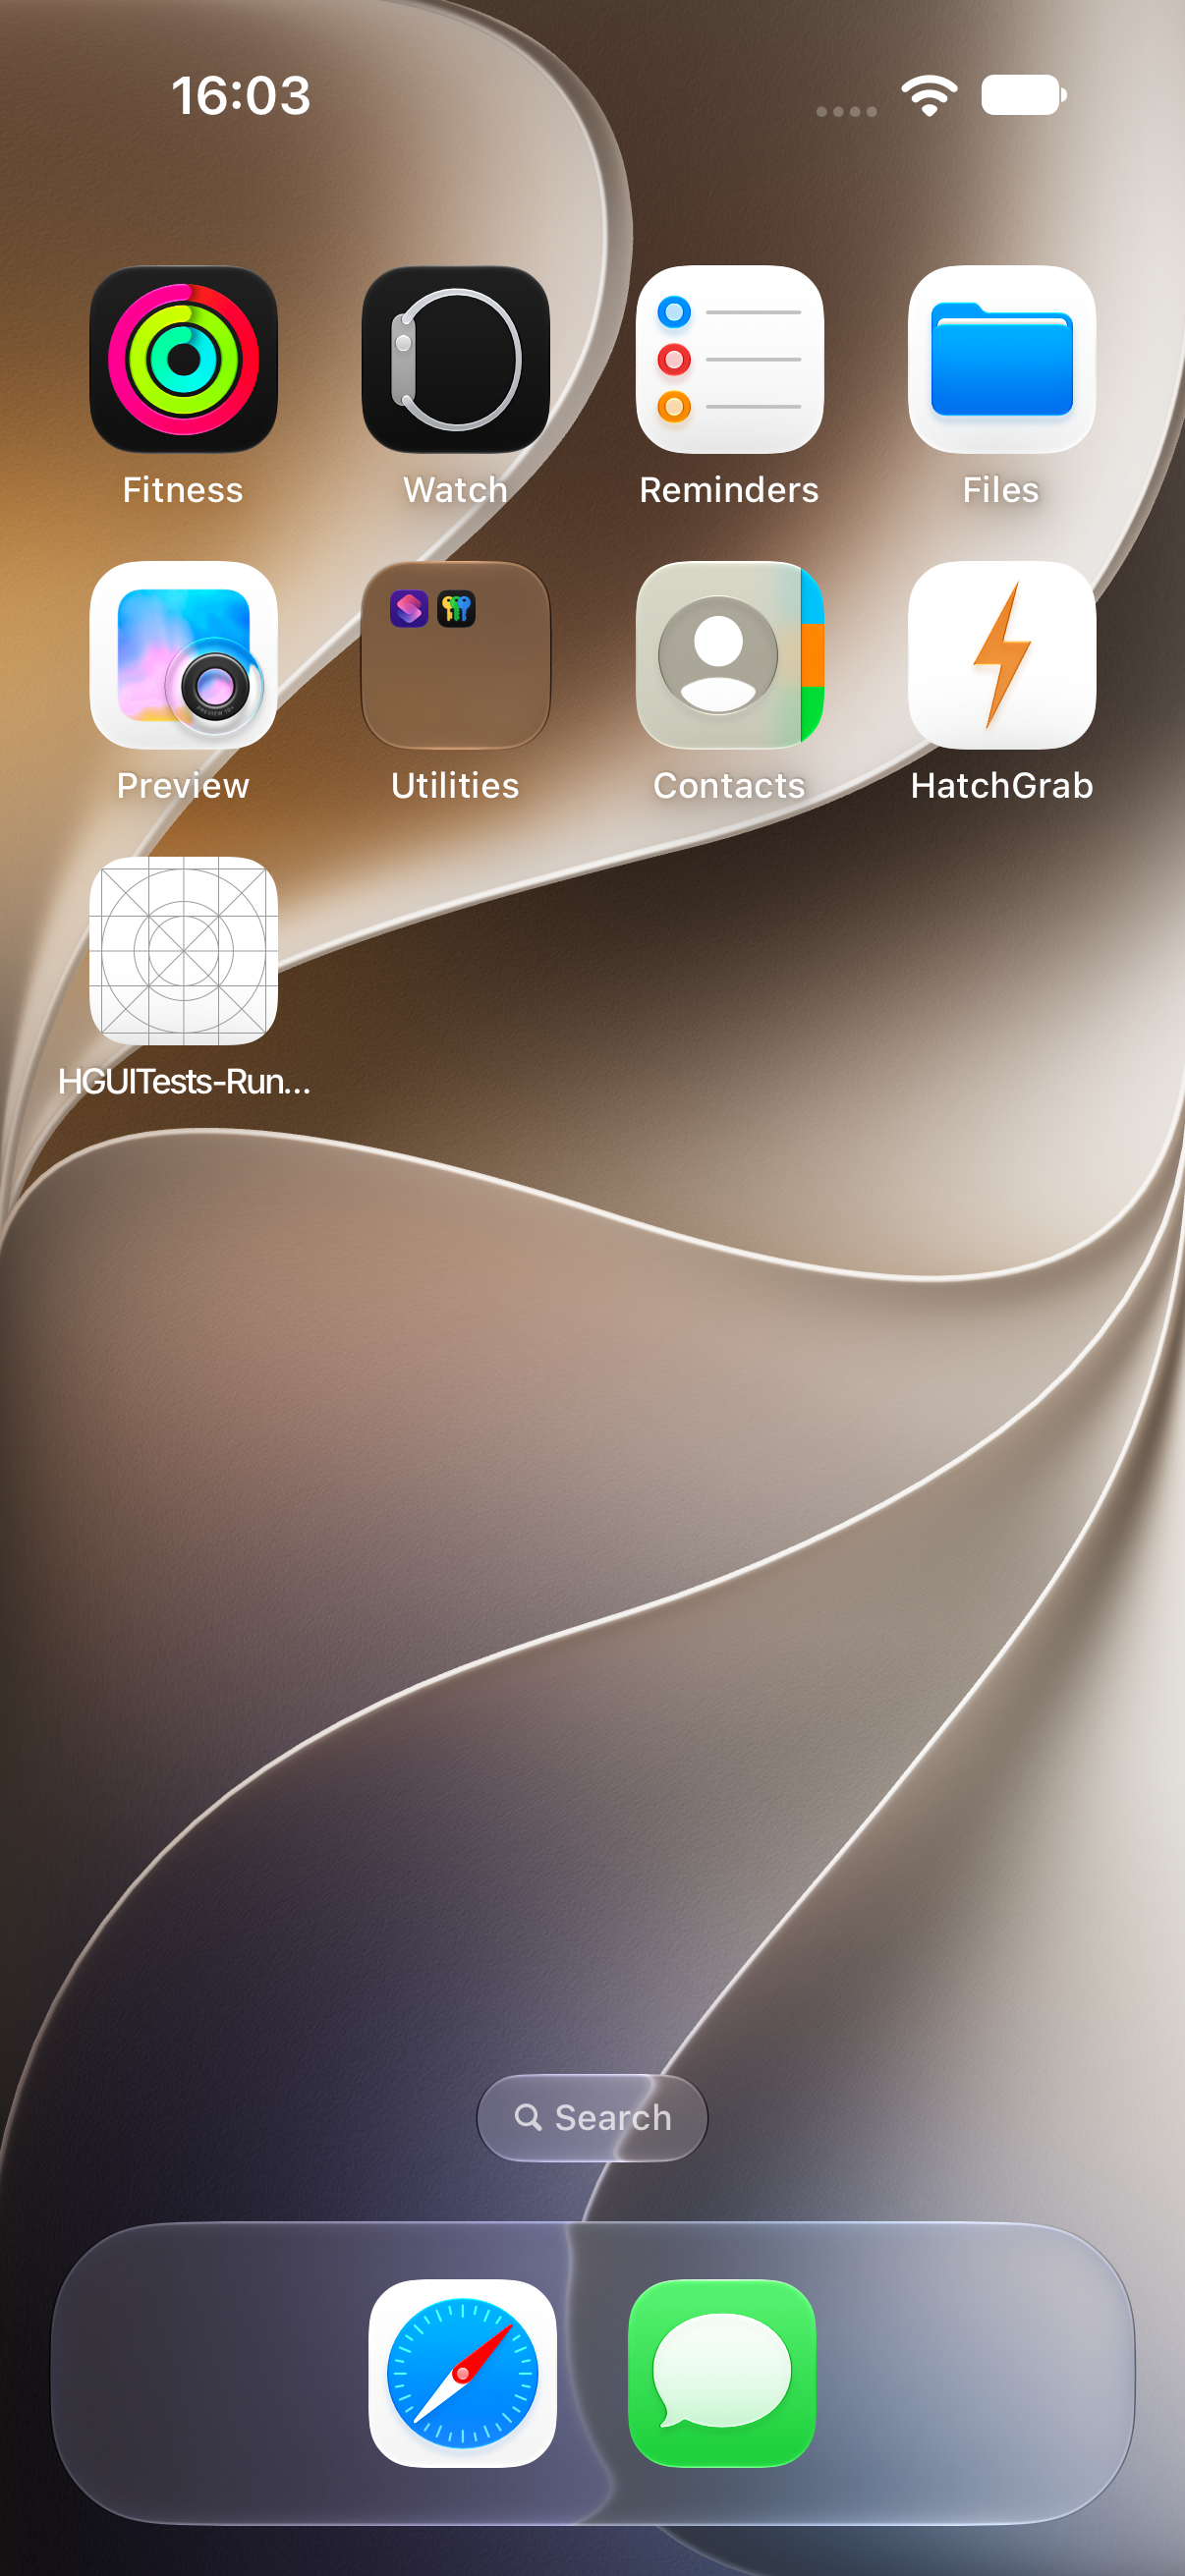 16:03
Fitness
Watch
Reminders
Files
Preview
Utilities
Contacts
HatchGrab
HGUITests-Run...
Search